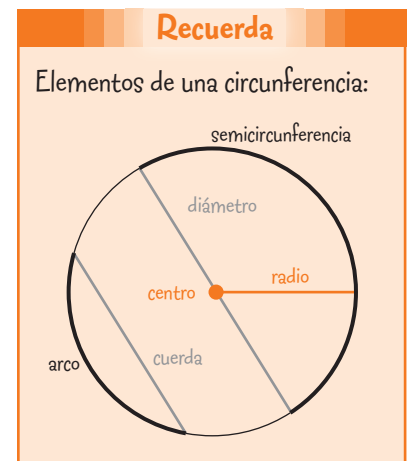 Recuerda
Elementos de una circunferencia:
semicircunferencia
diámetro
radio
centro
cuerda
arco